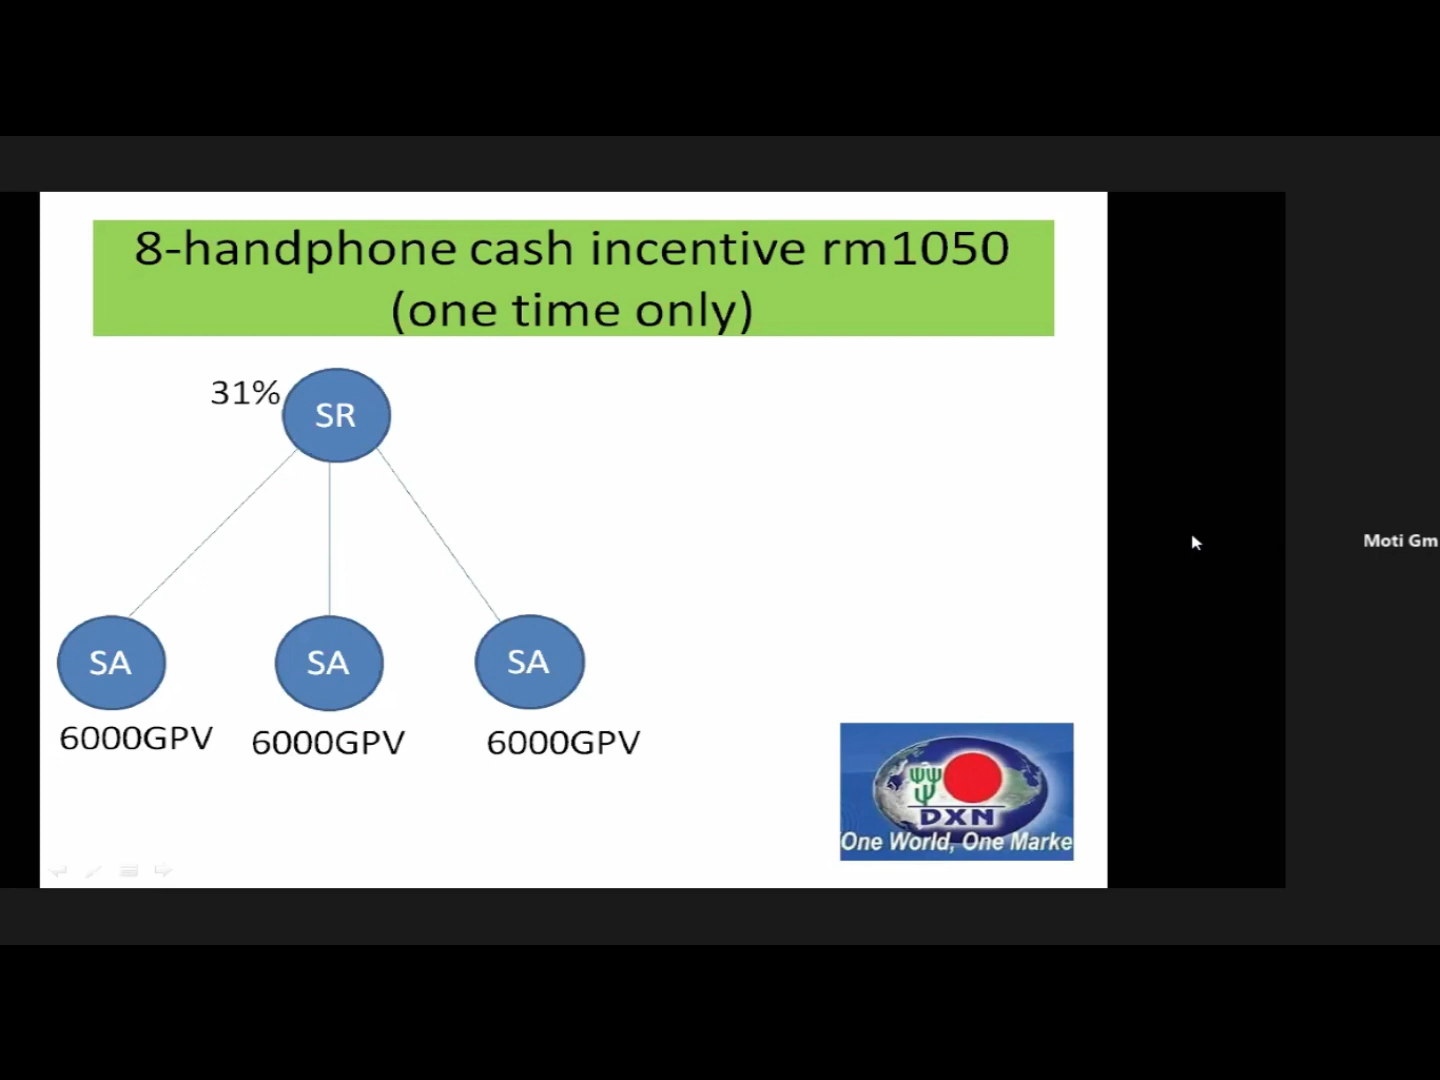 8-handphone cash incentive rm1050
(one time only)
31%
SR
SA
SA
SA
6000GPV
6000GPV
6000GPV
DXN
One World, One Marke
Moti Gm